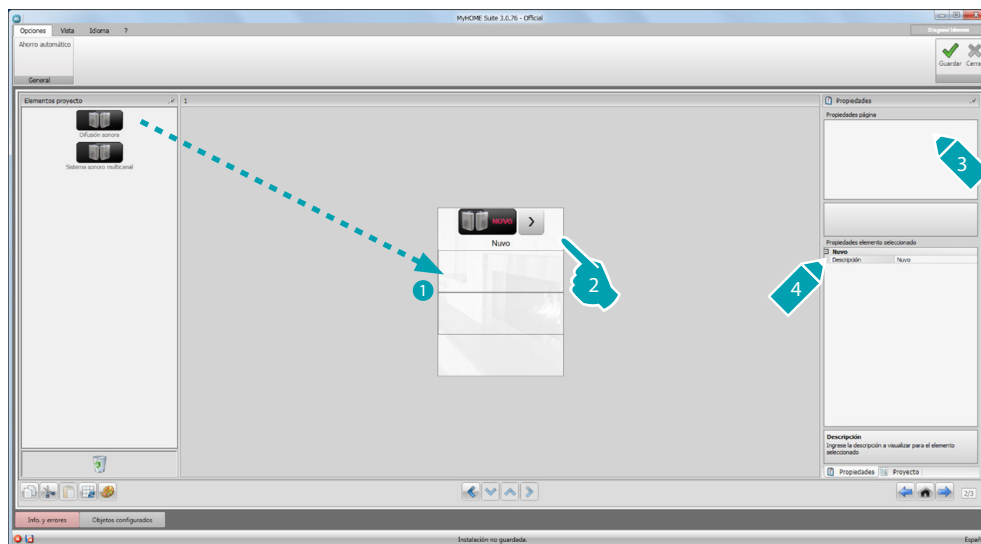 MyHOME Suite 3.0.76 - Official
Opciones Vista Idioma ?
Ahorro automático
Guardar Cerra
General
Elementos proyecto
1
Propiedades
Difusión sonora
Sistema sonoro multicanal
NUVO
Nuvo
1
2
Propiedades página
3
Propiedades elemento seleccionado
Nuvo
Descripción Nuvo
4
Descripción
Ingrese la descripción a visualizar para el elemento
seleccionado
Propiedades Proyecto
2/3
Info. y errores Objetos configurados
Instalación no guardada.
Españ